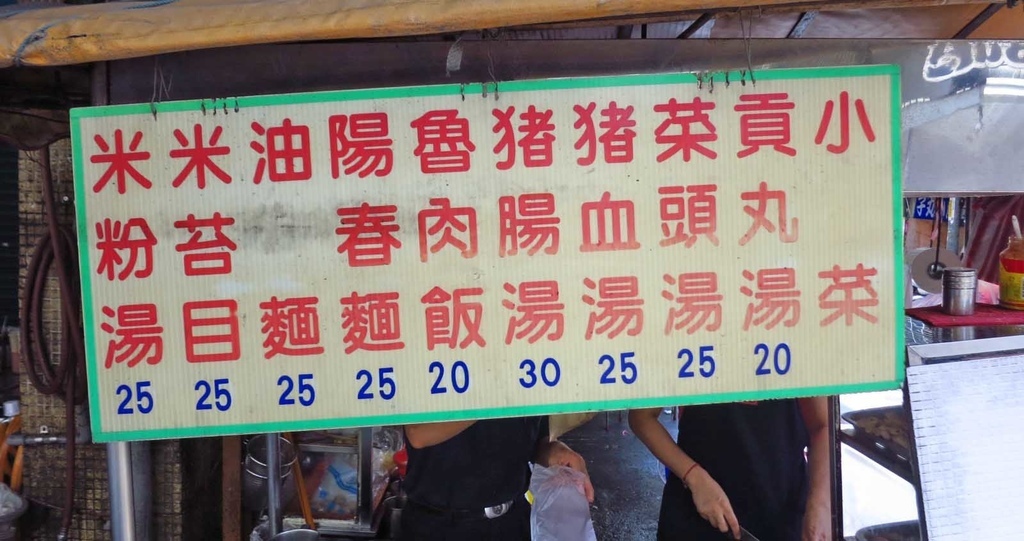 米粉湯 25
米苔目 25
油麵 25
陽春麵 25
魯肉飯 20
猪腸湯 30
猪血湯 25
菜頭湯 25
貢丸湯 20
小菜